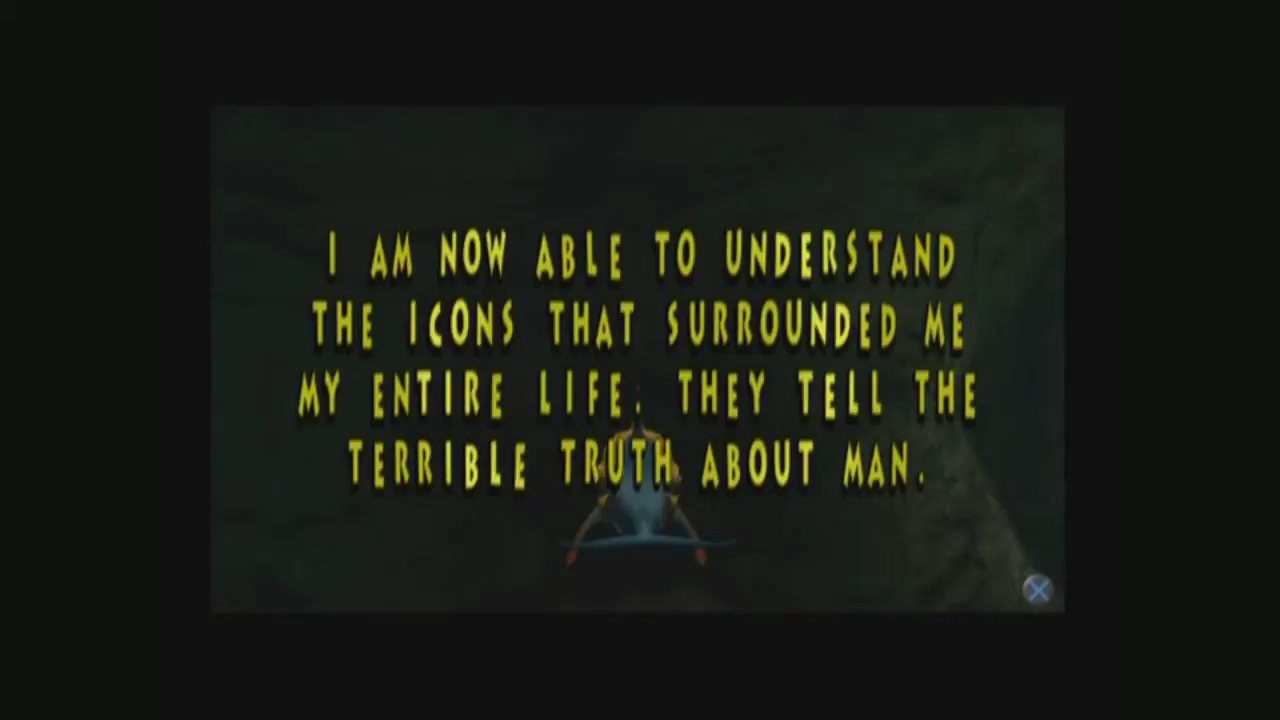 I AM NOW ABLE TO UNDERSTAND
THE ICONS THAT SURROUNDED ME
MY ENTIRE LIFE. THEY TELL THE
TERRIBLE TRUTH ABOUT MAN.